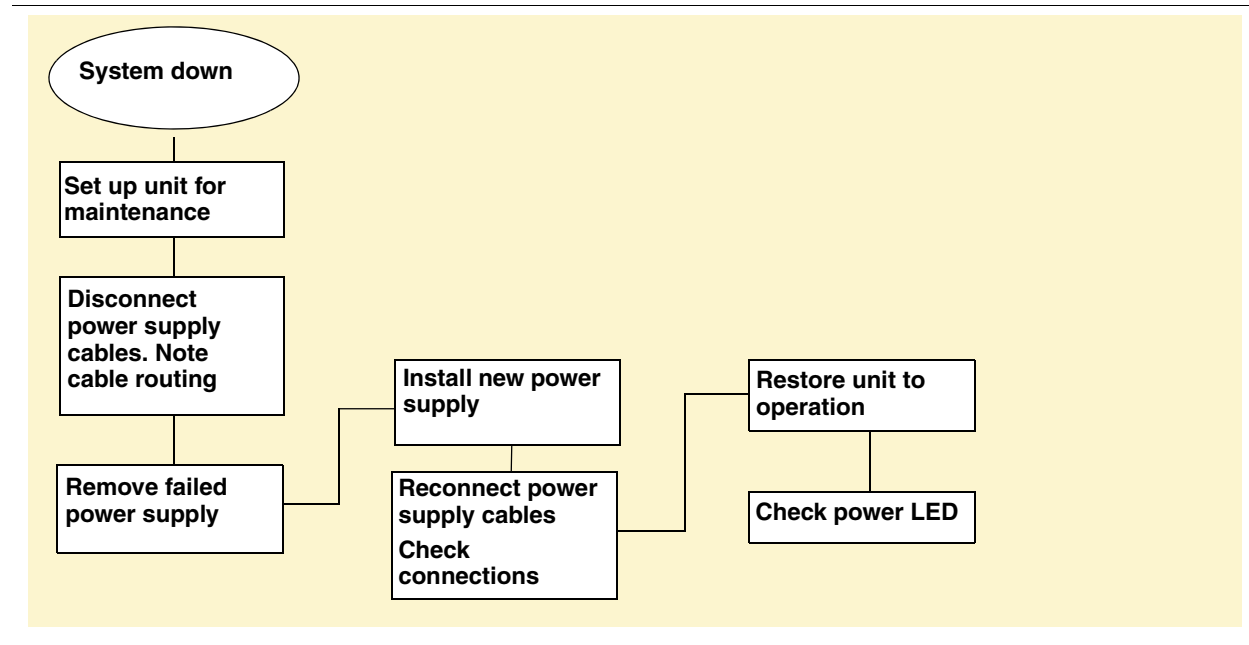 System down
Set up unit for
maintenance
Disconnect
power supply
cables. Note
cable routing
Remove failed
power supply
Install new power
supply
Reconnect power
supply cables
Check
connections
Restore unit to
operation
Check power LED